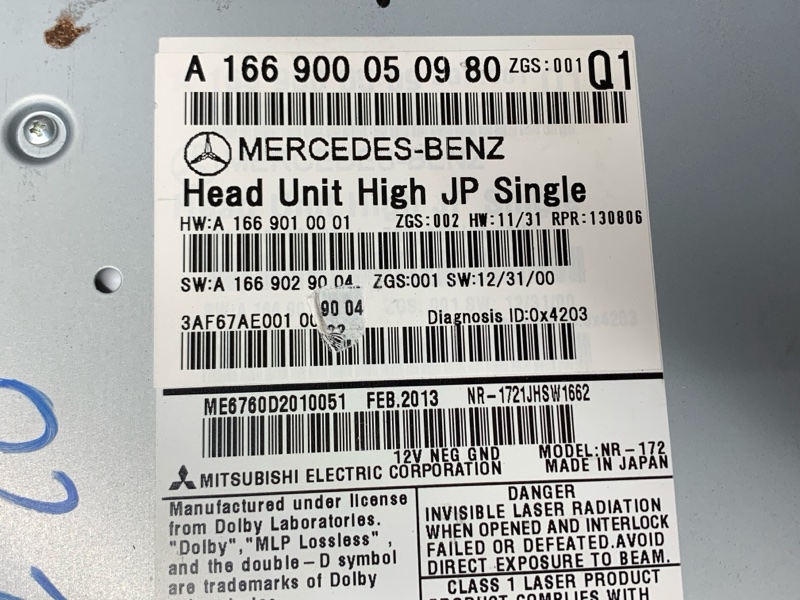 A 166 900 05 09 80 ZGS:001 Q1
MERCEDES-BENZ
Head Unit High JP Single
HW:A 166 901 00 01 ZGS:002 HW:11/31 RPR:130806
SW:A 166 902 90 04 ZGS:001 SW:12/31/00
90 04
3AF67AE001 Diagnosis ID:0x4203
ME6760D2010051 FEB.2013 NR-1721JHSW1662
12V NEG GND MODEL:NR-172
MITSUBISHI ELECTRIC CORPORATION MADE IN JAPAN
Manufactured under license
from Dolby Laboratories.
"Dolby","MLP Lossless",
and the double-D symbol
are trademarks of Dolby
DANGER
INVISIBLE LASER RADIATION
WHEN OPENED AND INTERLOCK
FAILED OR DEFEATED.AVOID
DIRECT EXPOSURE TO BEAM.
CLASS 1 LASER PRODUCT
PRODUCT COMPLIES WITH